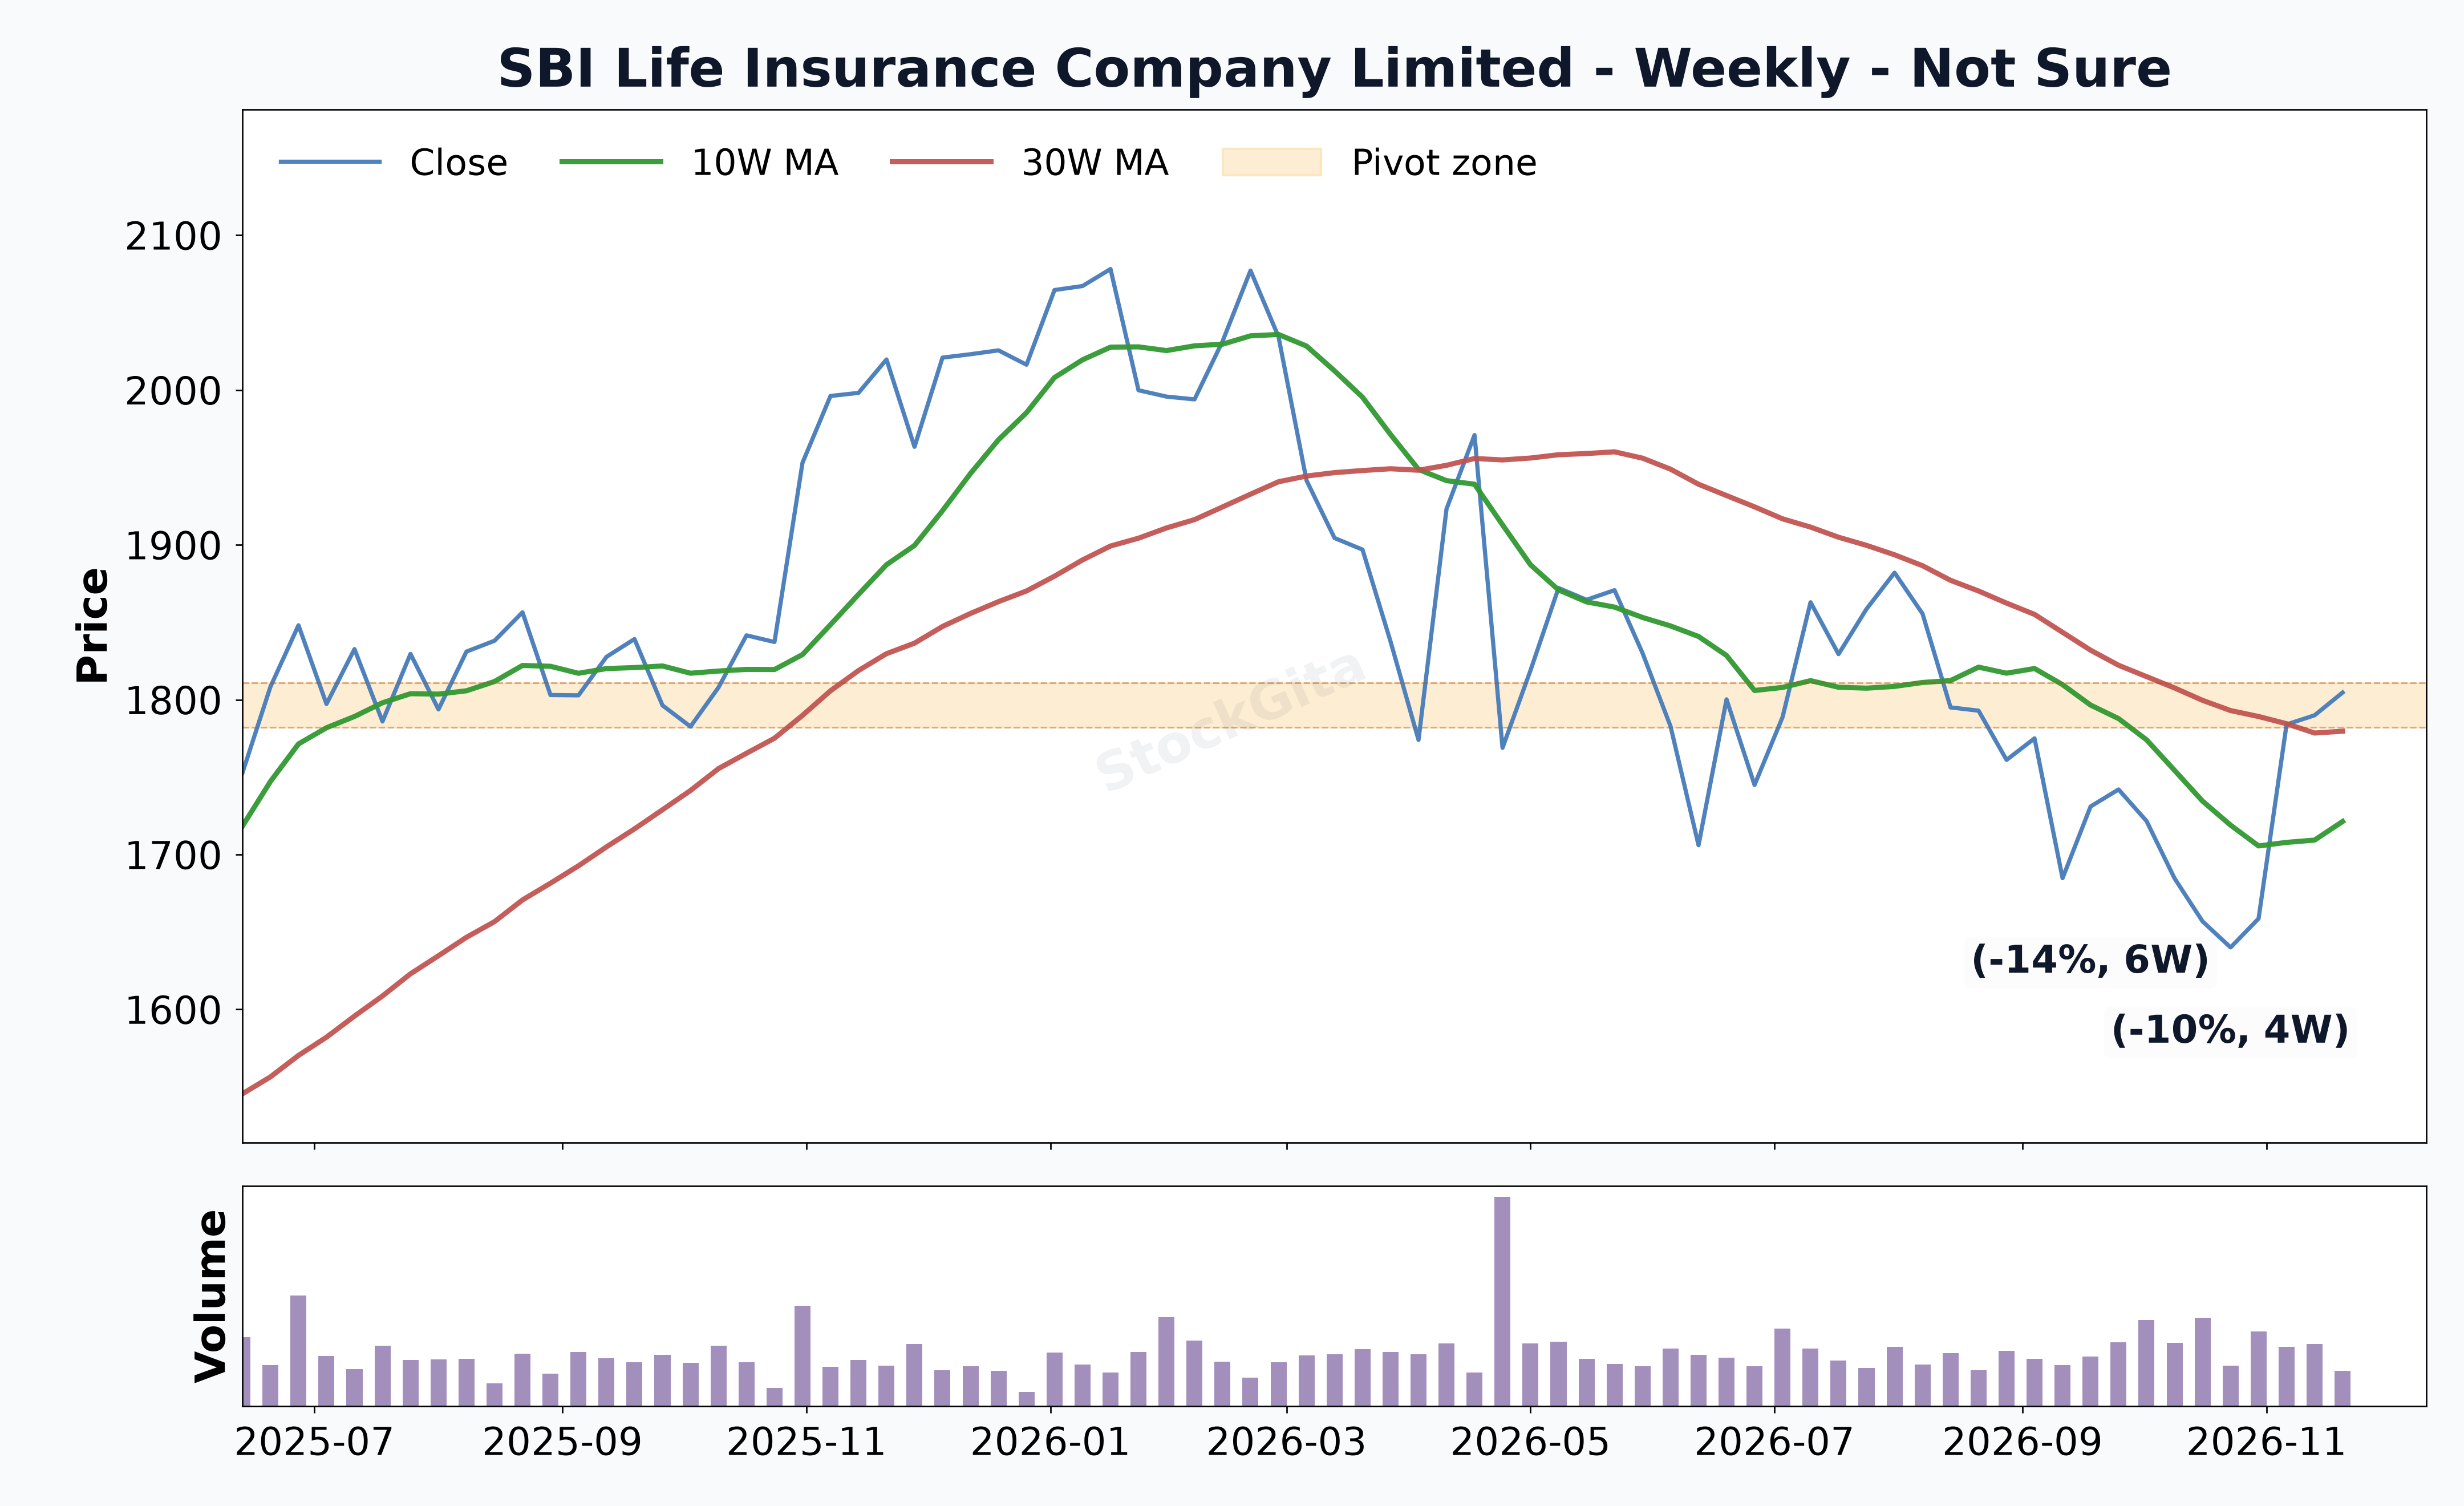 SBI Life Insurance Company Limited - Weekly - Not Sure
Close 10W MA 30W MA Pivot zone
Price
2100
2000
1900
1800
1700
1600
StockGita
(-14%, 6W)
(-10%, 4W)
Volume
2025-07 2025-09 2025-11 2026-01 2026-03 2026-05 2026-07 2026-09 2026-11